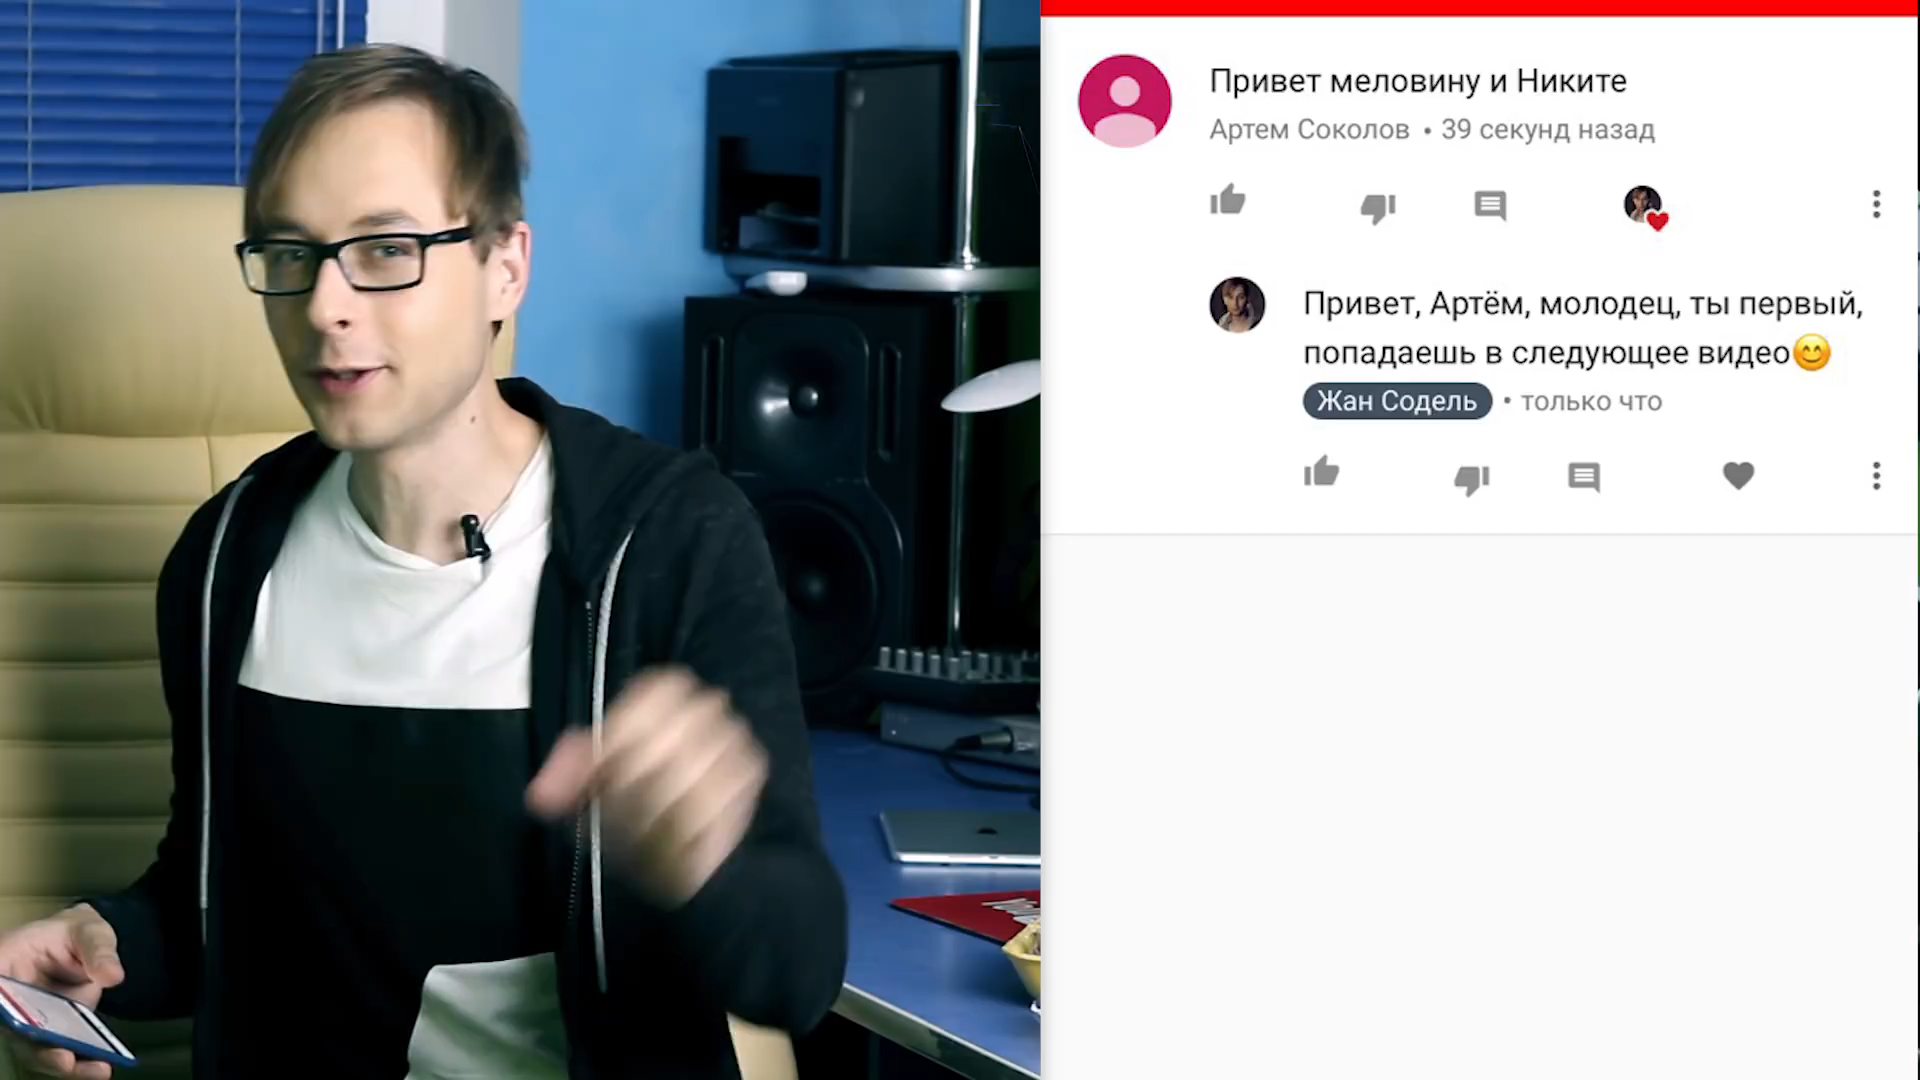 Привет меловину и Никите
Артем Соколов • 39 секунд назад
Привет, Артём, молодец, ты первый,
попадаешь в следующее видео😊
Жан Содель • только что